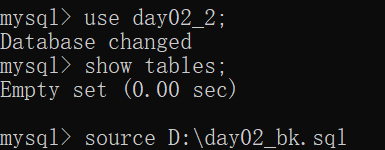 mysql> use day02_2;
Database changed
mysql> show tables;
Empty set (0.00 sec)
mysql> source D:\day02_bk.sql